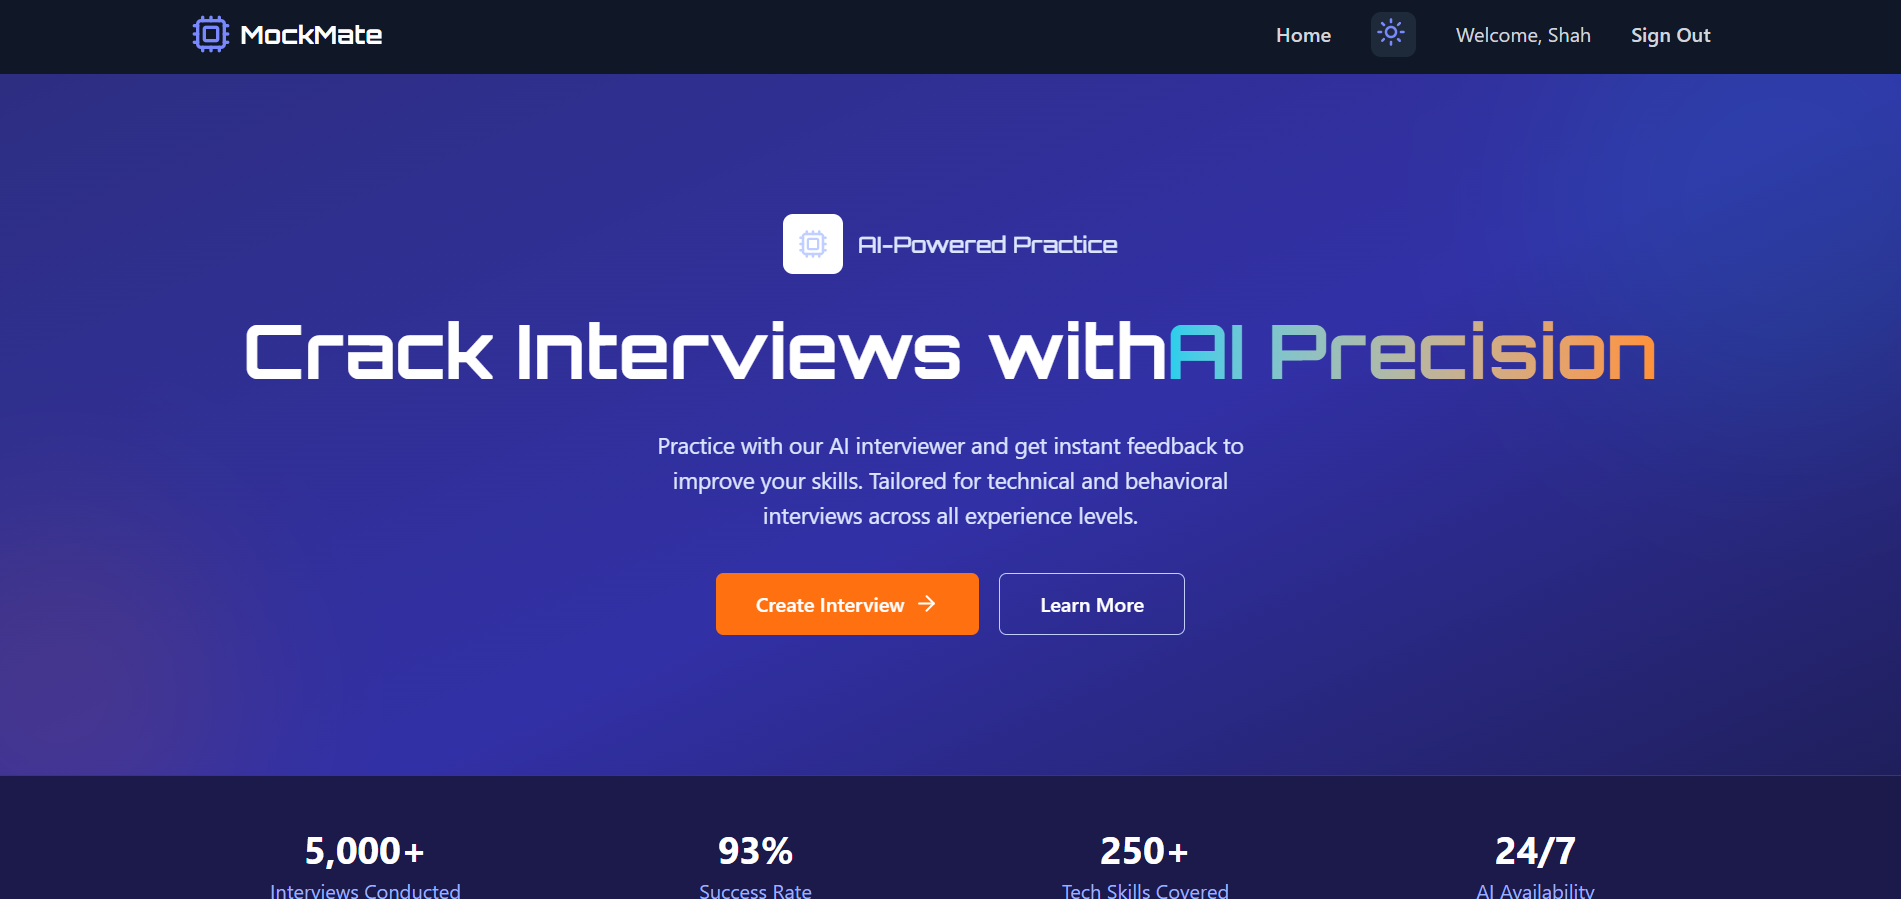 MockMate
Home
Welcome, Shah
Sign Out
AI-Powered Practice
Crack Interviews withAI Precision
Practice with our AI interviewer and get instant feedback to
improve your skills. Tailored for technical and behavioral
interviews across all experience levels.
Create Interview →
Learn More
5,000+
93%
250+
24/7
Interviews Conducted
Success Rate
Tech Skills Covered
AI Availability